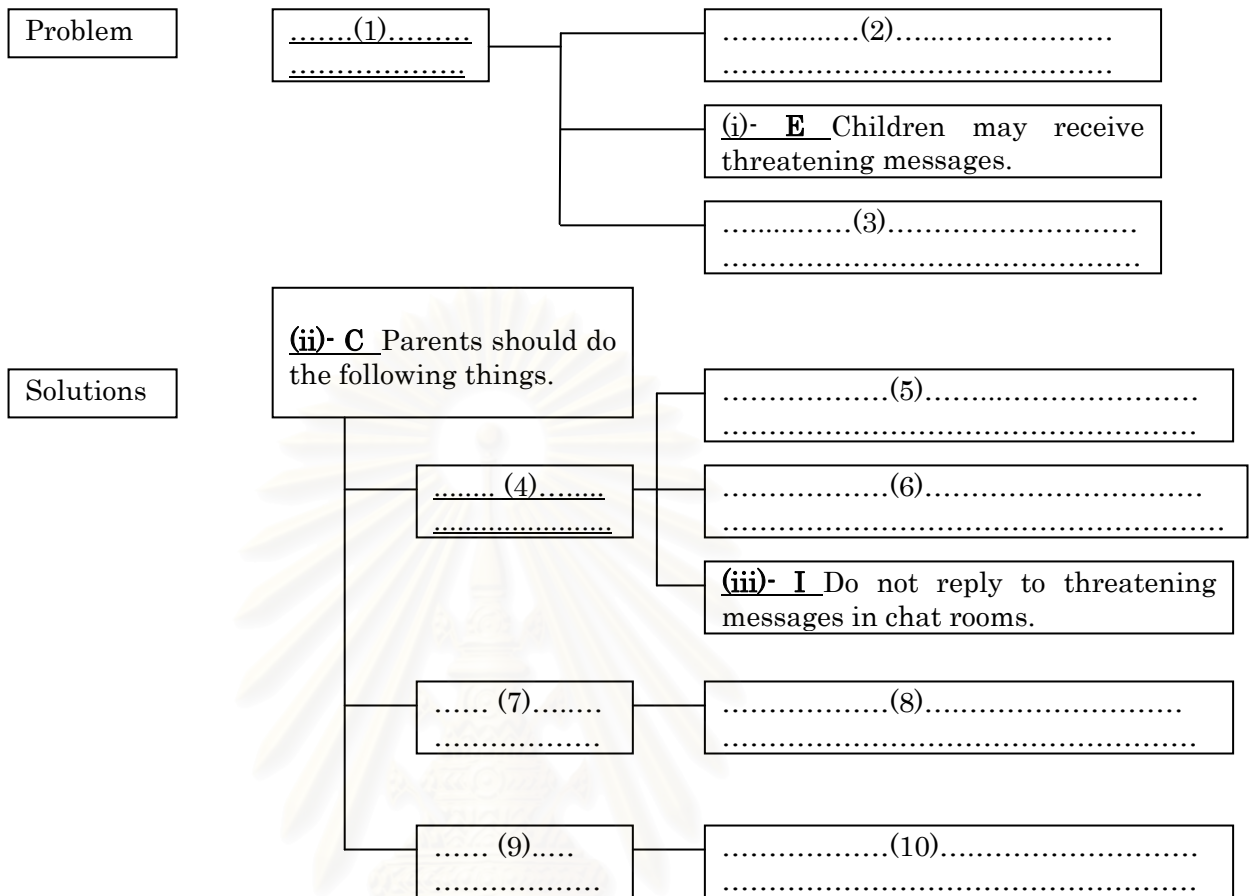 Problem
.......(1).........
...................
......……...…(2)…...…………………
……………………………………
(i)- E Children may receive
threatening messages.
….....……(3)………………………
………………………………………
(ii)- C Parents should do
the following things.
Solutions
………………(5)……...…………………
……………………………………………
........ (4)….....
......................
………………(6)…………………………
………………………………………………
(iii)- I Do not reply to threatening
messages in chat rooms.
...... (7)….…
………………
………………(8)…..……………………
……………………………………………
...... (9)…..
………………
………………(10)………………………
……………………………………………